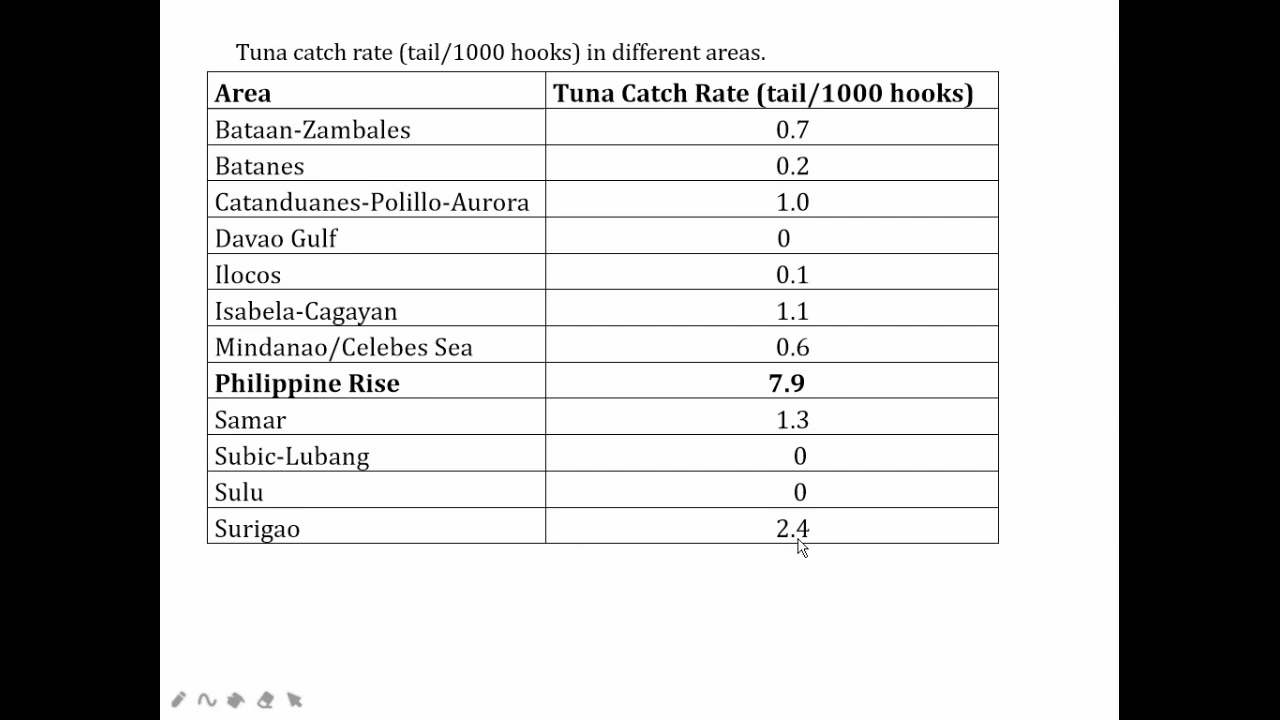 Tuna catch rate (tail/1000 hooks) in different areas.
Area Tuna Catch Rate (tail/1000 hooks)
Bataan-Zambales 0.7
Batanes 0.2
Catanduanes-Polillo-Aurora 1.0
Davao Gulf 0
Ilocos 0.1
Isabela-Cagayan 1.1
Mindanao/Celebes Sea 0.6
Philippine Rise 7.9
Samar 1.3
Subic-Lubang 0
Sulu 0
Surigao 2.4